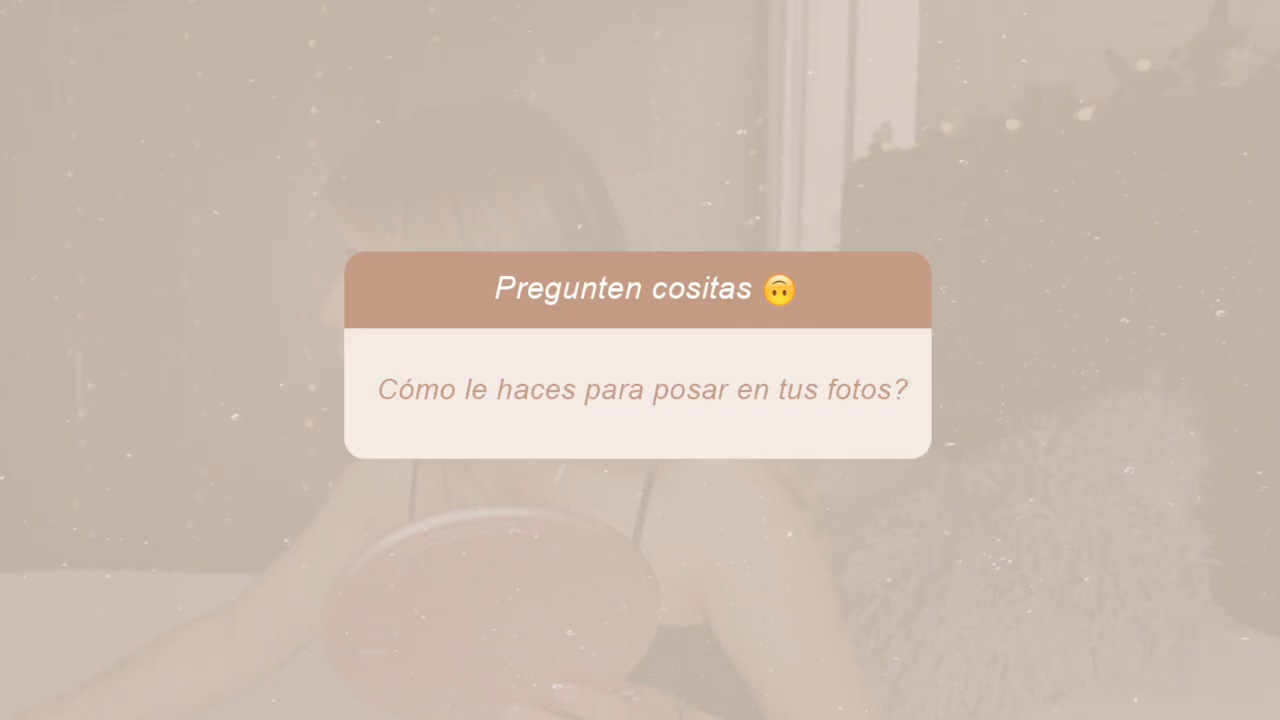 Pregunten cositas 🙃
Cómo le haces para posar en tus fotos?